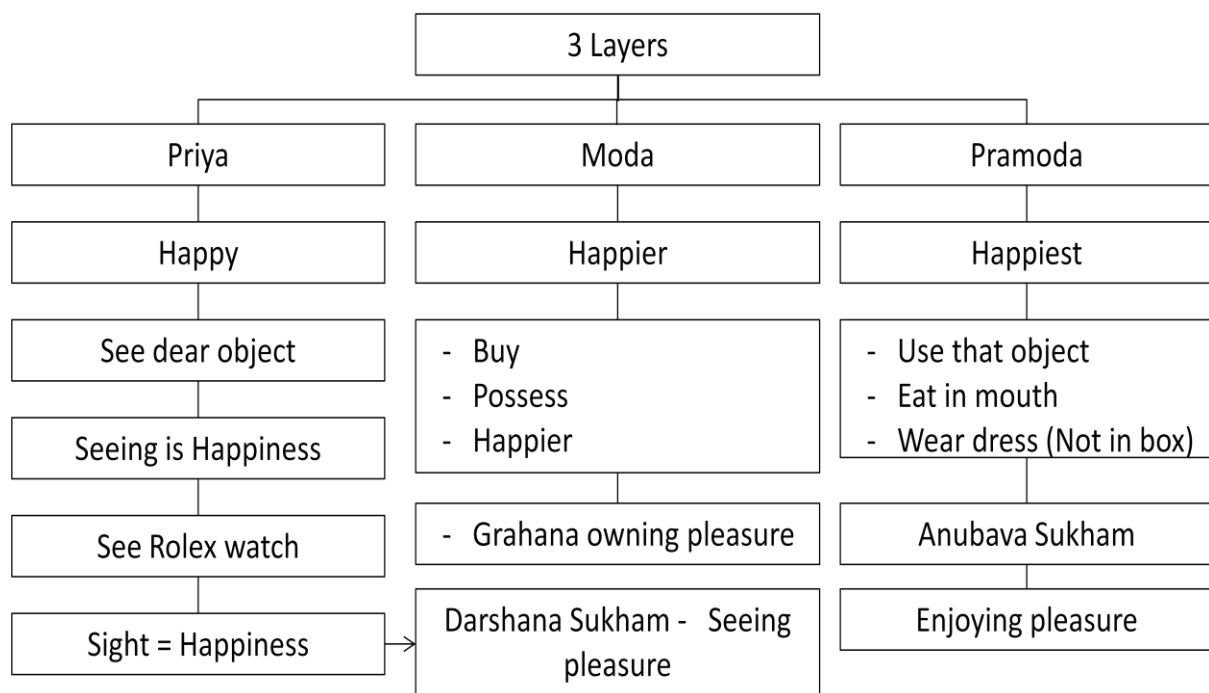 3 Layers
Priya
Moda
Pramoda
Happy
Happier
Happiest
See dear object
- Buy
- Possess
- Happier
- Use that object
- Eat in mouth
- Wear dress (Not in box)
Seeing is Happiness
See Rolex watch
- Grahana owning pleasure
Anubava Sukham
Sight = Happiness
Darshana Sukham - Seeing
pleasure
Enjoying pleasure